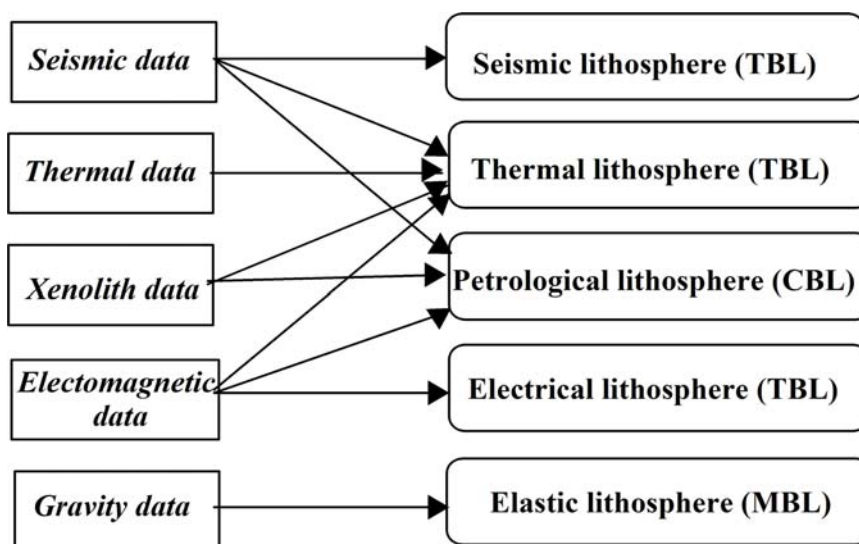 Seismic data
Seismic lithosphere (TBL)
Thermal data
Thermal lithosphere (TBL)
Xenolith data
Petrological lithosphere (CBL)
Electomagnetic
data
Electrical lithosphere (TBL)
Gravity data
Elastic lithosphere (MBL)